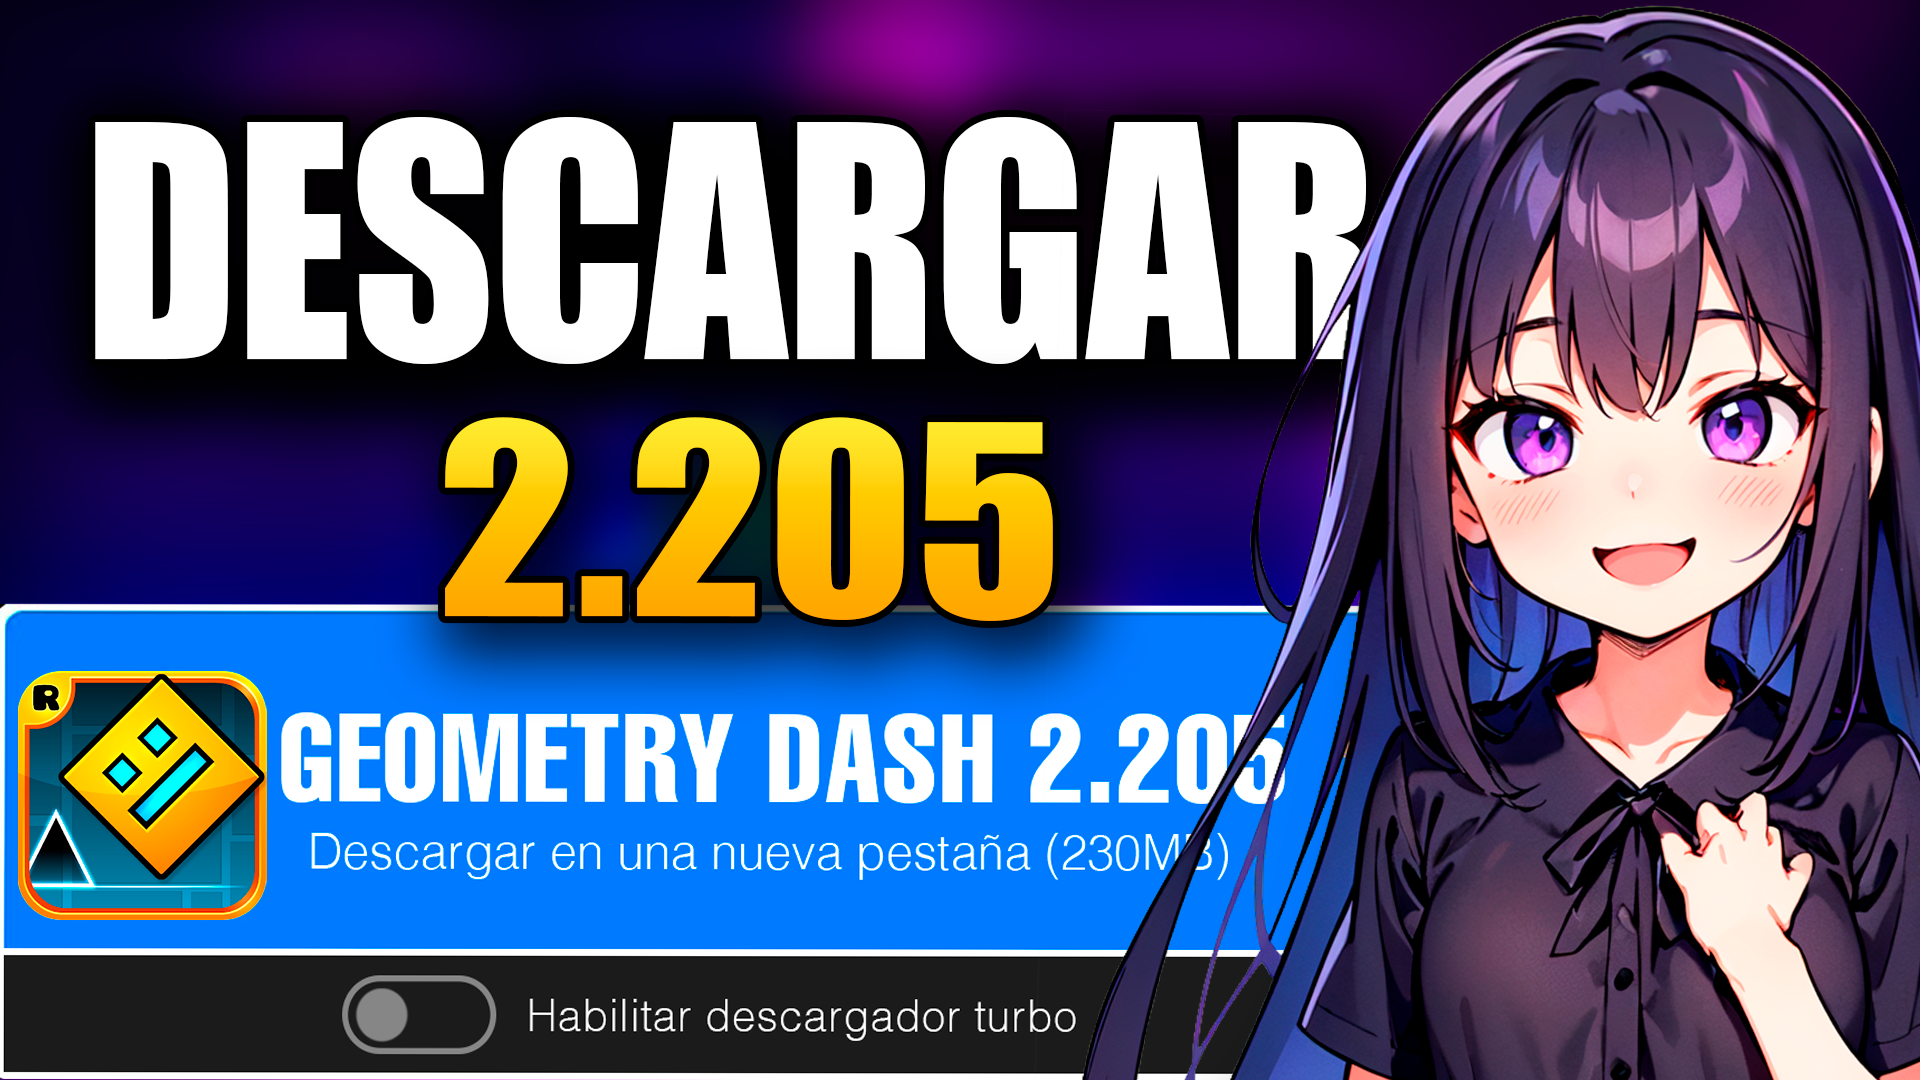 DESCARGAR
2.205
R
GEOMETRY DASH 2.205
Descargar en una nueva pestaña (230MB)
Habilitar descargador turbo